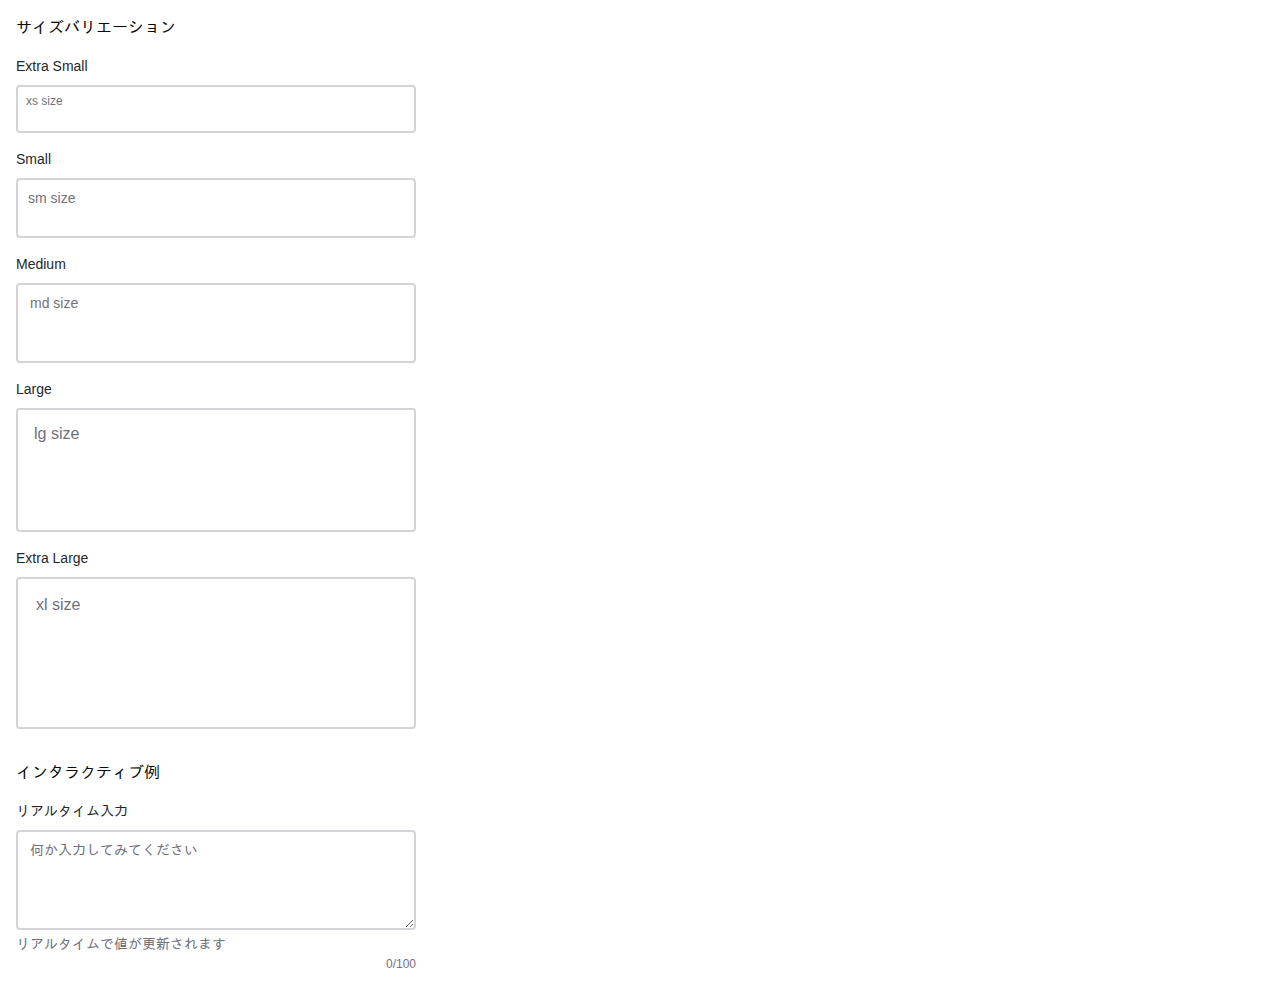 サイズバリエーション
Extra Small
xs size
Small
sm size
Medium
md size
Large
lg size
Extra Large
xl size
インタラクティブ例
リアルタイム入力
何か入力してみてください
リアルタイムで値が更新されます
0/100